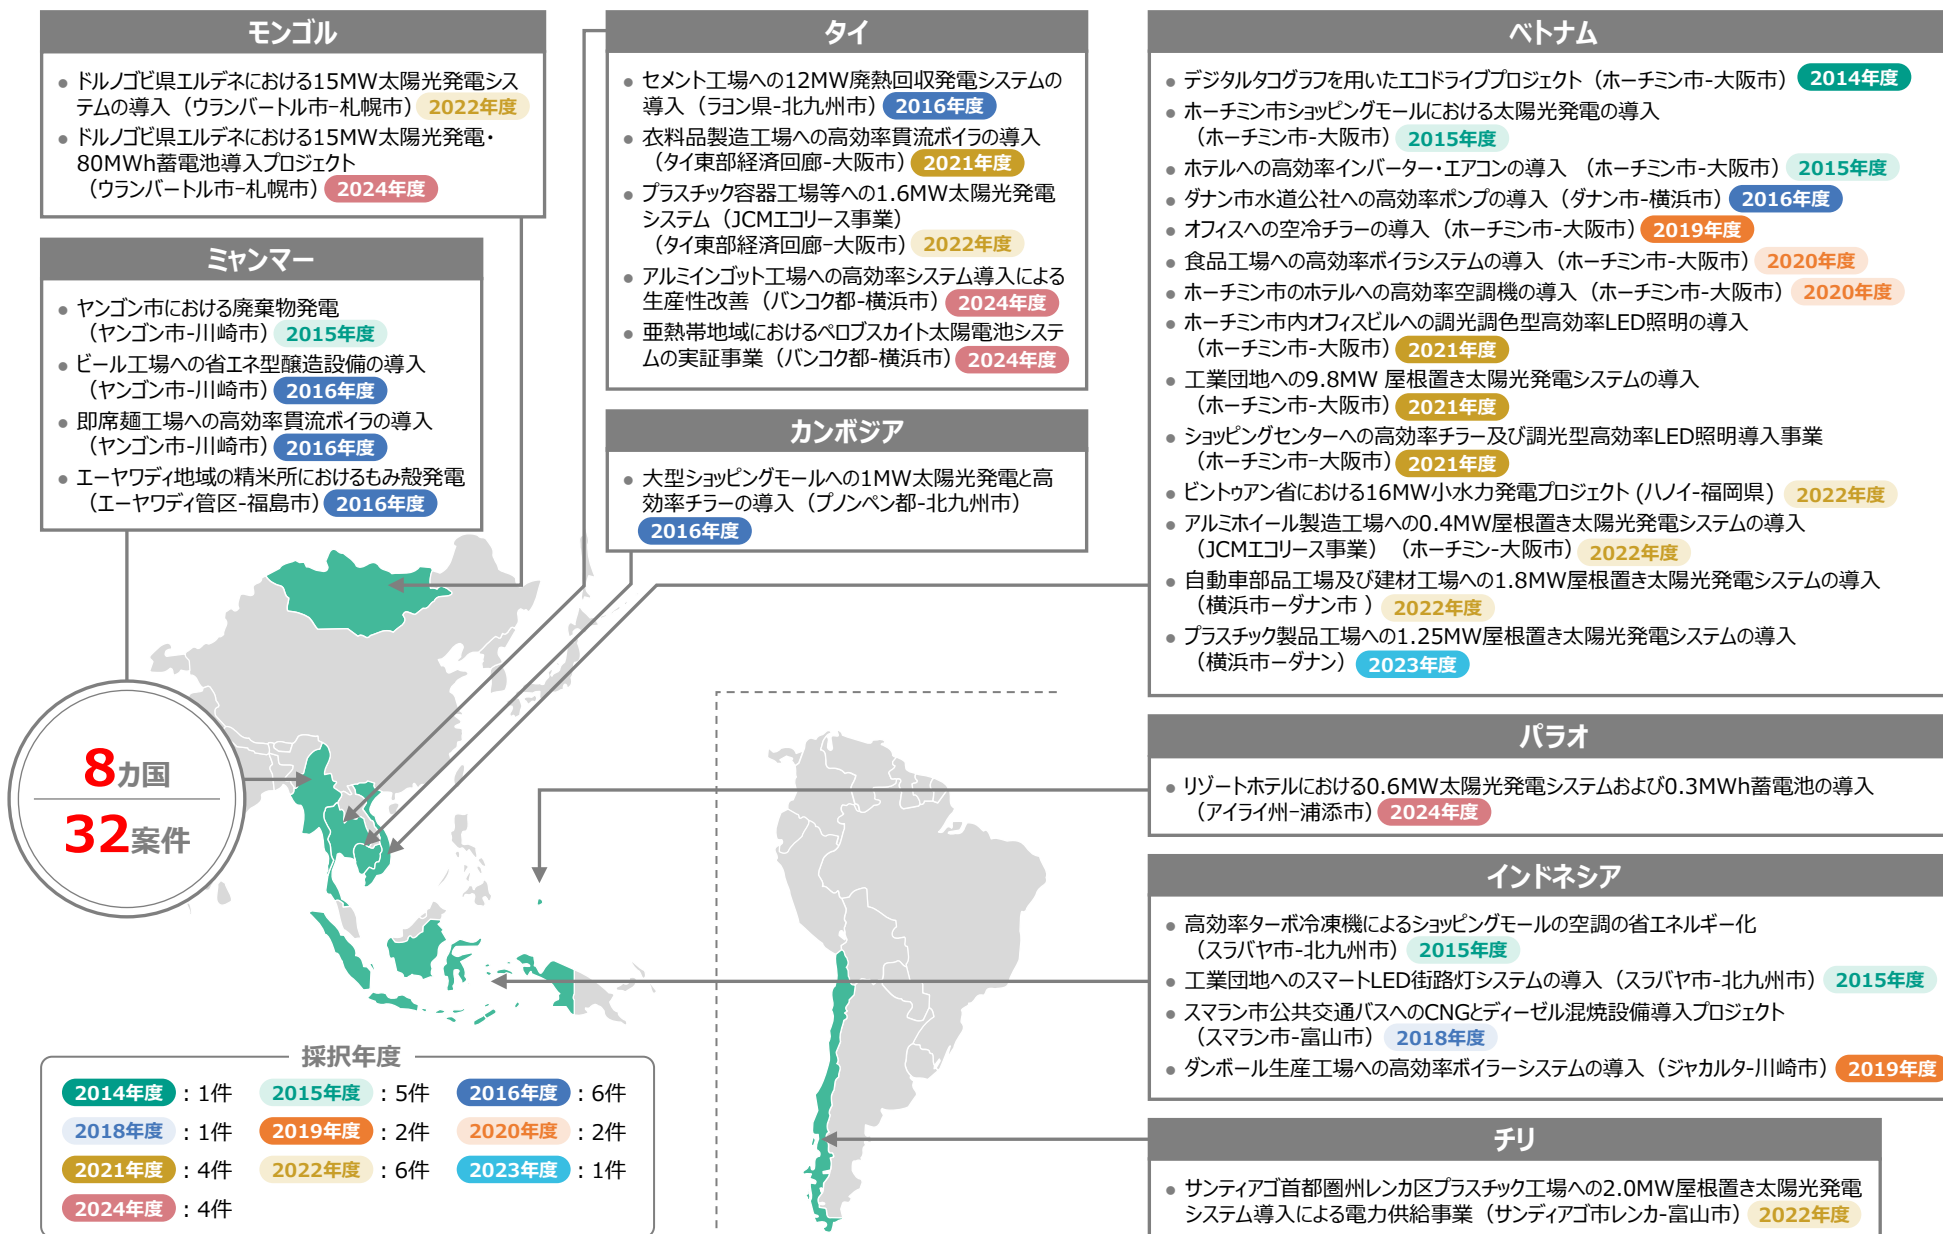 モンゴル
● ドルノゴビ県エルデネにおける15MW太陽光発電シス
テムの導入（ウランバートル市−札幌市） 2022年度
● ドルノゴビ県エルデネにおける15MW太陽光発電・
80MWh蓄電池導入プロジェクト
（ウランバートル市−札幌市） 2024年度
ミャンマー
● ヤンゴン市における廃棄物発電
（ヤンゴン市-川崎市） 2015年度
● ビール工場への省エネ型醸造設備の導入
（ヤンゴン市-川崎市） 2016年度
● 即席麺工場への高効率貫流ボイラの導入
（ヤンゴン市-川崎市） 2016年度
● エーヤワディ地域の精米所におけるもみ殻発電
（エーヤワディ管区-福島市） 2016年度
タイ
● セメント工場への12MW廃熱回収発電システムの
導入（ラヨン県-北九州市） 2016年度
● 衣料品製造工場への高効率貫流ボイラの導入
（タイ東部経済回廊-大阪市） 2021年度
● プラスチック容器工場等への1.6MW太陽光発電
システム（JCMエコリース事業）
（タイ東部経済回廊−大阪市） 2022年度
● アルミインゴット工場への高効率システム導入による
生産性改善（バンコク都-横浜市） 2024年度
● 亜熱帯地域におけるペロブスカイト太陽電池システ
ムの実証事業（バンコク都-横浜市） 2024年度
カンボジア
● 大型ショッピングモールへの1MW太陽光発電と高
効率チラーの導入（プノンペン都-北九州市）
2016年度
ベトナム
● デジタルタコグラフを用いたエコドライブプロジェクト（ホーチミン市-大阪市） 2014年度
● ホーチミン市ショッピングモールにおける太陽光発電の導入
（ホーチミン市-大阪市） 2015年度
● ホテルへの高効率インバーター・エアコンの導入 （ホーチミン市-大阪市） 2015年度
● ダナン市水道公社への高効率ポンプの導入（ダナン市-横浜市） 2016年度
● オフィスへの空冷チラーの導入（ホーチミン市-大阪市） 2019年度
● 食品工場への高効率ボイラシステムの導入（ホーチミン市-大阪市） 2020年度
● ホーチミン市のホテルへの高効率空調機の導入（ホーチミン市-大阪市） 2020年度
● ホーチミン市内オフィスビルへの調光調色型高効率LED照明の導入
（ホーチミン市-大阪市） 2021年度
● 工業団地への9.8MW 屋根置き太陽光発電システムの導入
（ホーチミン市-大阪市） 2021年度
● ショッピングセンターへの高効率チラー及び調光型高効率LED照明導入事業
（ホーチミン市−大阪市） 2021年度
● ビントゥアン省における16MW小水力発電プロジェクト (ハノイ-福岡県) 2022年度
● アルミホイール製造工場への0.4MW屋根置き太陽光発電システムの導入
（JCMエコリース事業） （ホーチミン-大阪市） 2022年度
● 自動車部品工場及び建材工場への1.8MW屋根置き太陽光発電システムの導入
（横浜市ーダナン市 ） 2022年度
● プラスチック製品工場への1.25MW屋根置き太陽光発電システムの導入
（横浜市ーダナン） 2023年度
8カ国
32案件
パラオ
● リゾートホテルにおける0.6MW太陽光発電システムおよび0.3MWh蓄電池の導入
（アイライ州−浦添市） 2024年度
インドネシア
● 高効率ターボ冷凍機によるショッピングモールの空調の省エネルギー化
（スラバヤ市-北九州市） 2015年度
● 工業団地へのスマートLED街路灯システムの導入（スラバヤ市-北九州市） 2015年度
● スマラン市公共交通バスへのCNGとディーゼル混焼設備導入プロジェクト
（スマラン市-富山市） 2018年度
● ダンボール生産工場への高効率ボイラーシステムの導入（ジャカルタ-川崎市） 2019年度
チリ
● サンティアゴ首都圏州レンカ区プラスチック工場への2.0MW屋根置き太陽光発電
システム導入による電力供給事業（サンディアゴ市レンカ-富山市） 2022年度
採択年度
2014年度：1件 2015年度：5件 2016年度：6件
2018年度：1件 2019年度：2件 2020年度：2件
2021年度：4件 2022年度：6件 2023年度：1件
2024年度：4件